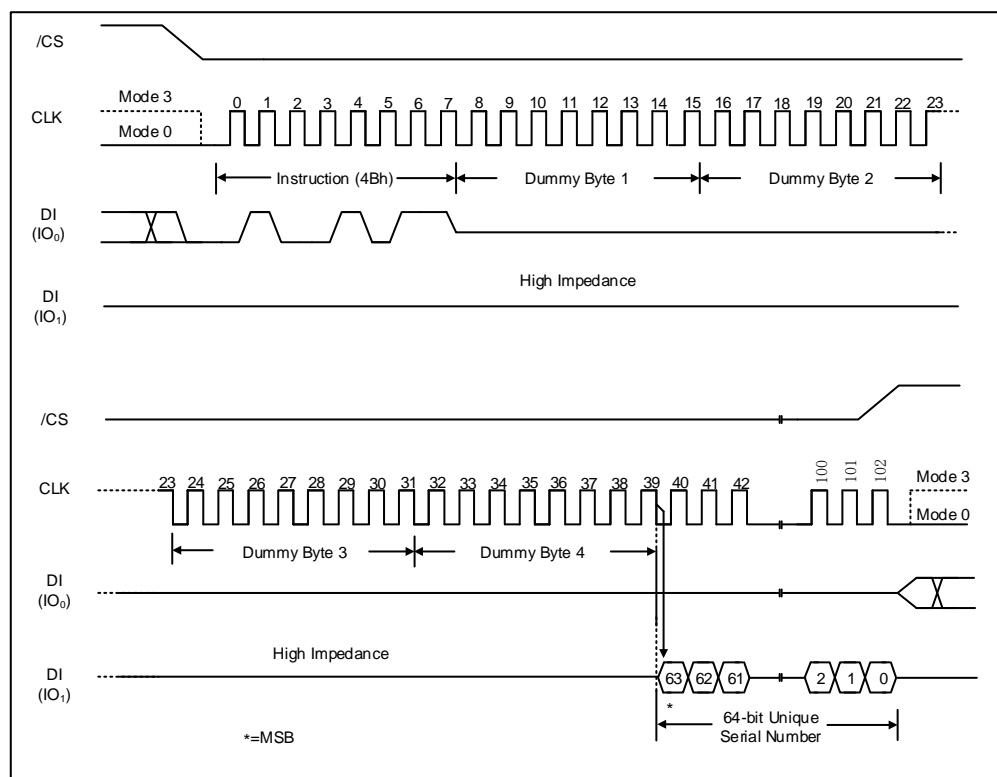 /CS
Mode 3
0 1 2 3 4 5 6 7 8 9 10 11 12 13 14 15 16 17 18 19 20 21 22 23
CLK
Mode 0
Instruction (4Bh)
Dummy Byte 1
Dummy Byte 2
DI
(IO₀)
High Impedance
DI
(IO₁)
/CS
23 24 25 26 27 28 29 30 31 32 33 34 35 36 37 38 39 40 41 42 100 101 102
CLK
Mode 3
Mode 0
Dummy Byte 3
Dummy Byte 4
DI
(IO₀)
High Impedance
DI
(IO₁)
63 62 61 2 1 0
*
64-bit Unique
Serial Number
*=MSB